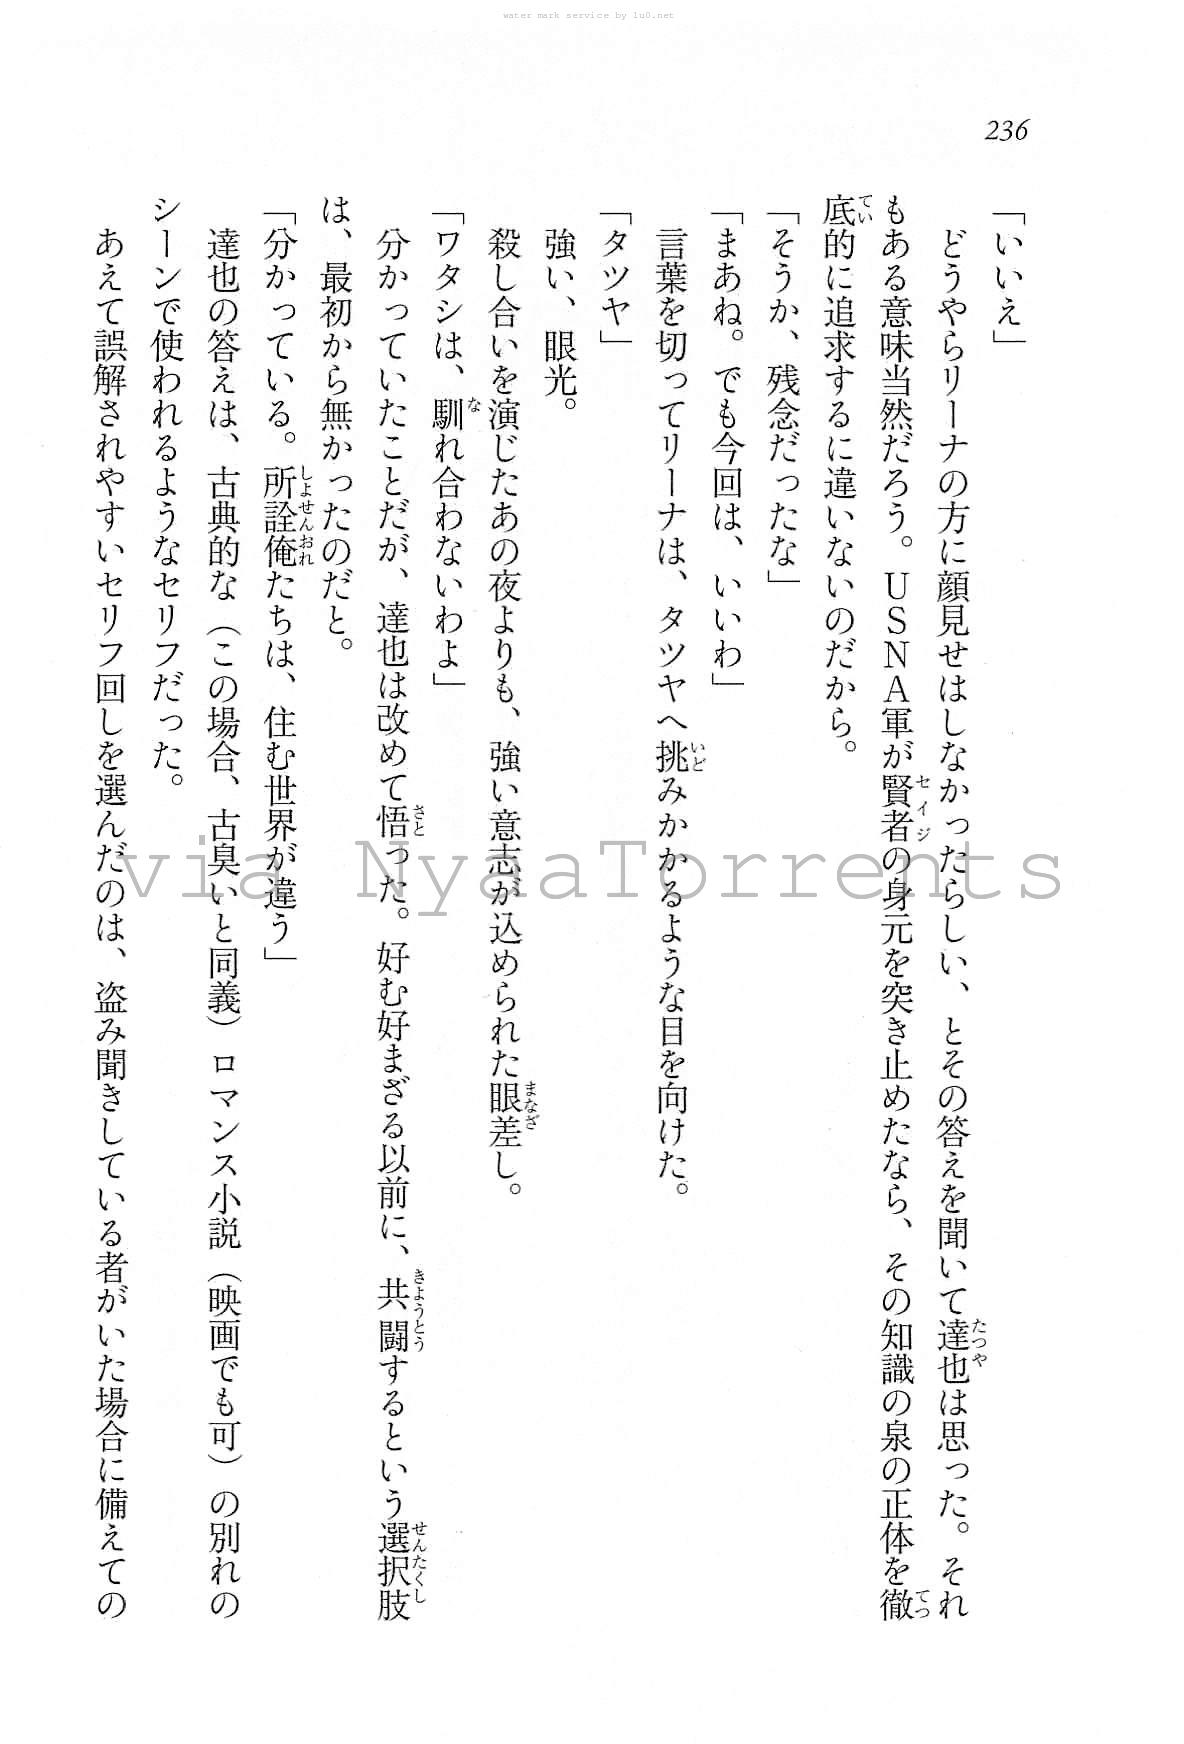 water mark service by lu0.net
236
「いいえ」
どうやらリーナの方に顔見せはしなかったらしい、とその答えを聞いて達也は思った。それ
もある意味当然だろう。USNA軍が賢者の身元を突き止めたなら、その知識の泉の正体を徹
底的に追求するに違いないのだから。
「そうか、残念だったな」
「まあね。でも今回は、いいわ」
言葉を切ってリーナは、タツヤへ挑みかかるような目を向けた。
「タツヤ」
強い、眼光。
殺し合いを演じたあの夜よりも、強い意志が込められた眼差し。
「ワタシは、馴れ合わないわよ」
分かっていたことだが、達也は改めて悟った。好む好まざる以前に、共闘するという選択肢
は、最初から無かったのだと。
「分かっている。所詮俺たちは、住む世界が違う」
達也の答えは、古典的な（この場合、古臭いと同義）ロマンス小説（映画でも可）の別れの
シーンで使われるようなセリフだった。
あえて誤解されやすいセリフ回しを選んだのは、盗み聞きしている者がいた場合に備えての
via NyaaTorrents